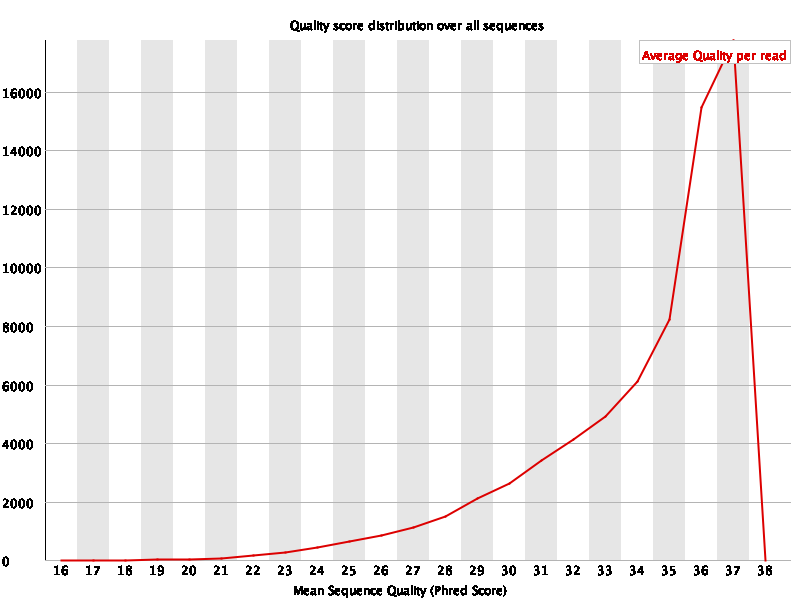 Quality score distribution over all sequences
Average Quality per read
16000
14000
12000
10000
8000
6000
4000
2000
0
16 17 18 19 20 21 22 23 24 25 26 27 28 29 30 31 32 33 34 35 36 37 38
Mean Sequence Quality (Phred Score)